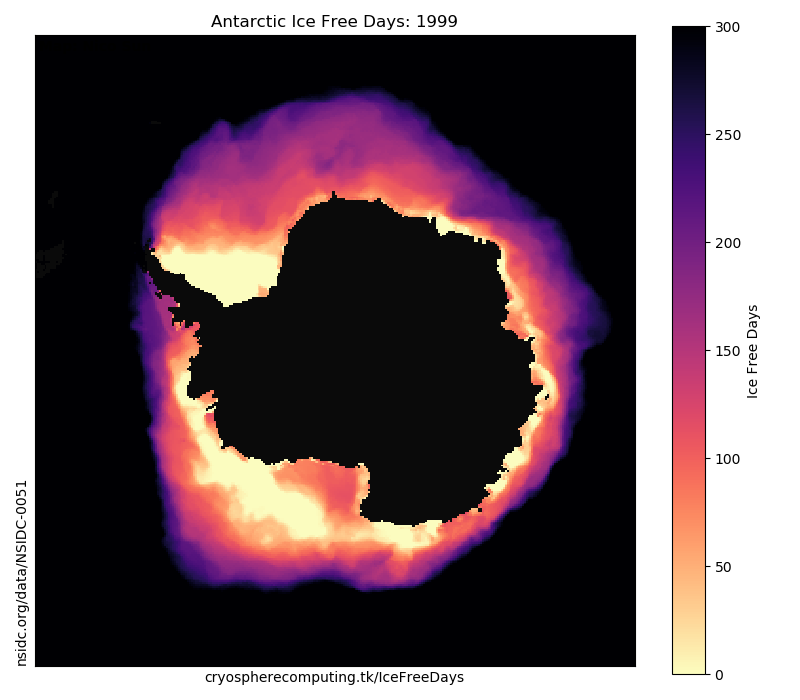 Antarctic Ice Free Days: 1999
300
250
200
150
100
50
0
Ice Free Days
nsidc.org/data/NSIDC-0051
cryospherecomputing.tk/IceFreeDays